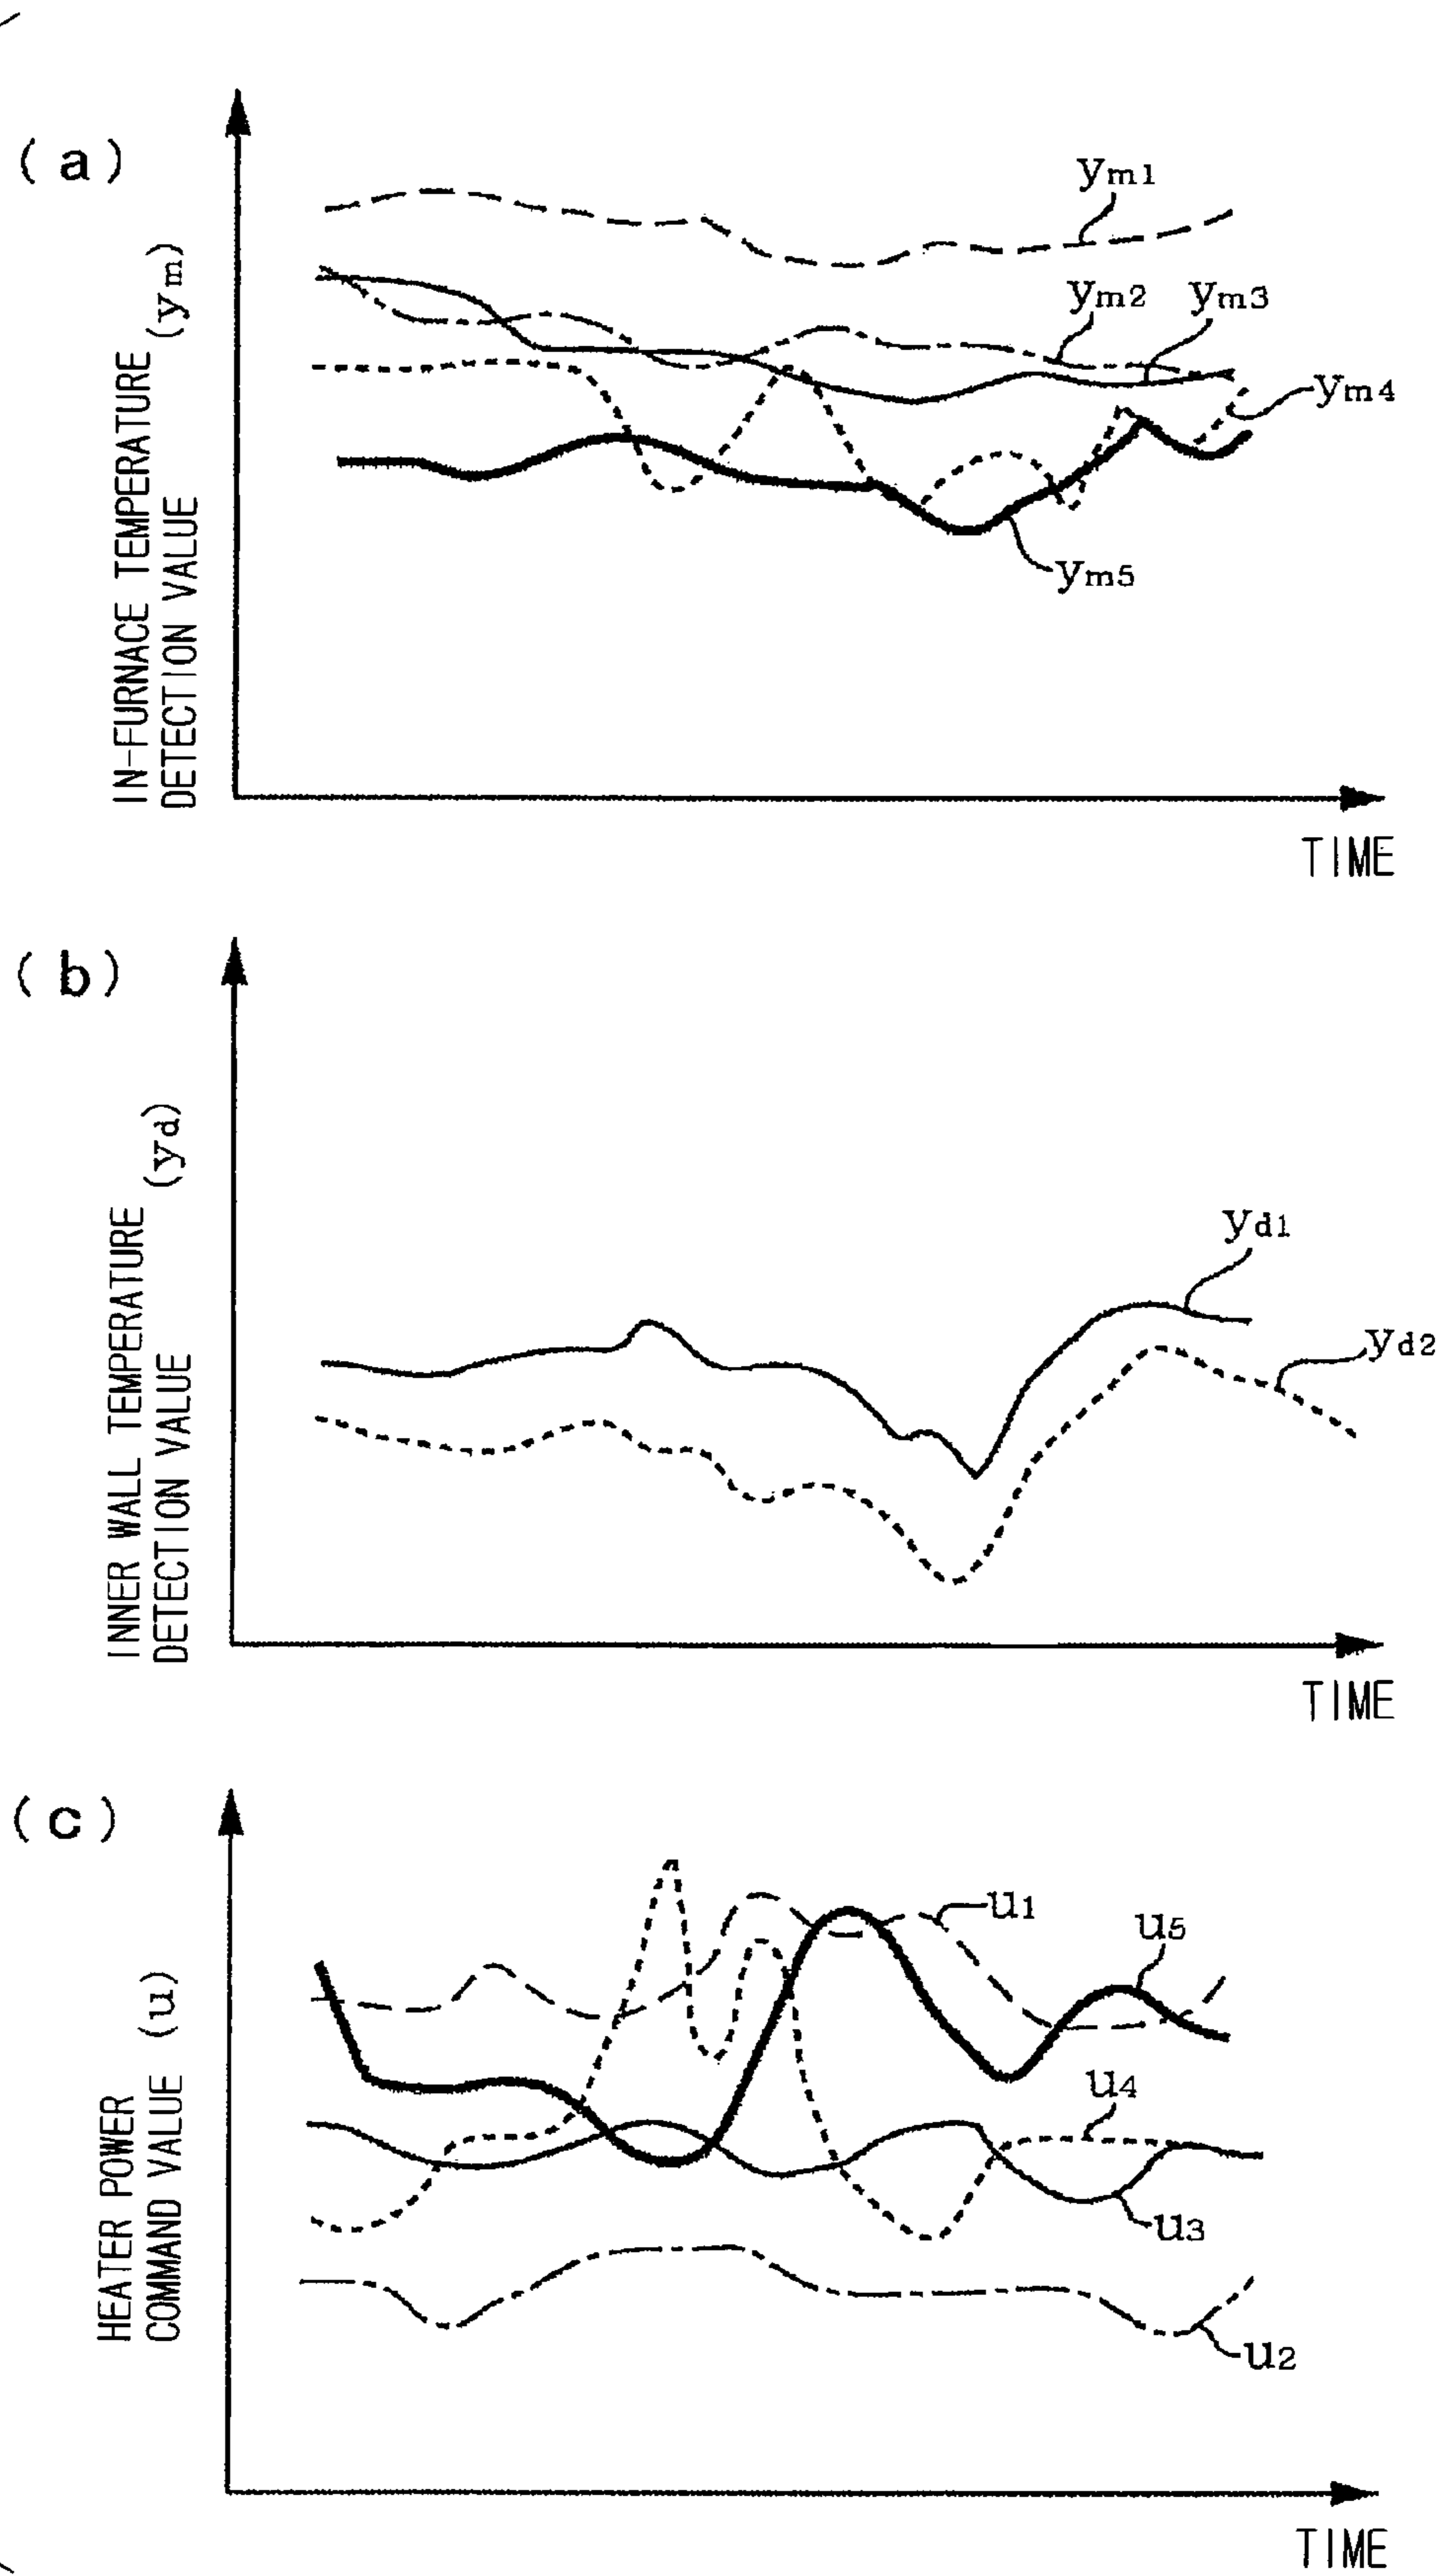 (a)
IN-FURNACE TEMPERATURE
DETECTION VALUE (ym)
ym1
ym2
ym3
ym4
ym5
TIME
(b)
INNER WALL TEMPERATURE
DETECTION VALUE (yd)
yd1
yd2
TIME
(c)
HEATER POWER
COMMAND VALUE (u)
u1
u5
u4
u3
u2
TIME